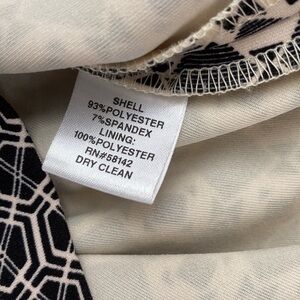 SHELL
93%POLYESTER
7%SPANDEX
LINING:
100%POLYESTER
RN#58142
DRY CLEAN